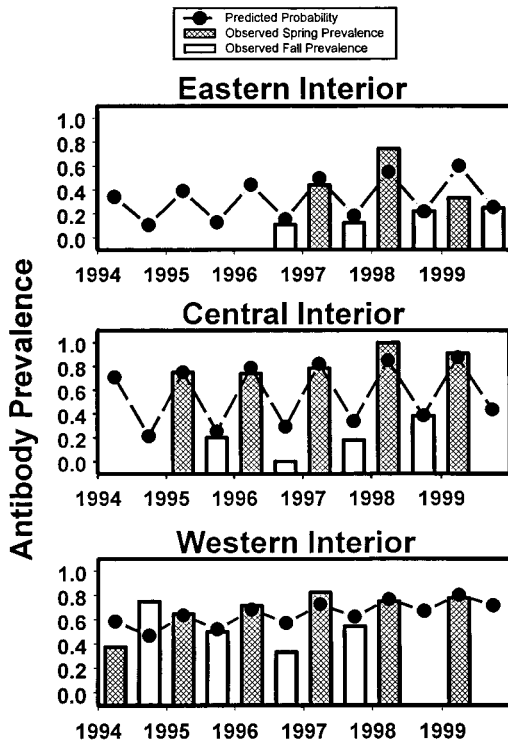 Predicted Probability
Observed Spring Prevalence
Observed Fall Prevalence
Antibody Prevalence
Eastern Interior
1.0
0.8
0.6
0.4
0.2
0.0
1994 1995 1996 1997 1998 1999
Central Interior
1.0
0.8
0.6
0.4
0.2
0.0
1994 1995 1996 1997 1998 1999
Western Interior
1.0
0.8
0.6
0.4
0.2
0.0
1994 1995 1996 1997 1998 1999